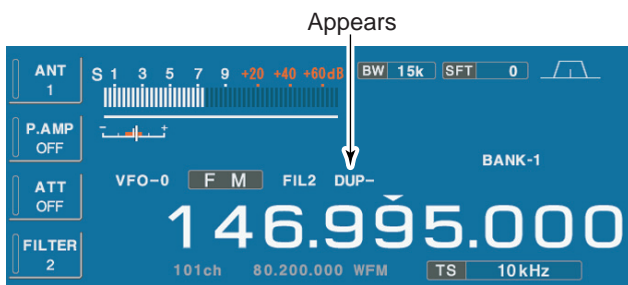 Appears
ANT
1
S 1 3 5 7 9 +20 +40 +60dB
BW 15k SFT 0
P.AMP
OFF
- +
BANK-1
ATT
OFF
VFO-0 FM FIL2 DUP-
146.995.000
FILTER
2
101ch 80.200.000 WFM TS 10kHz